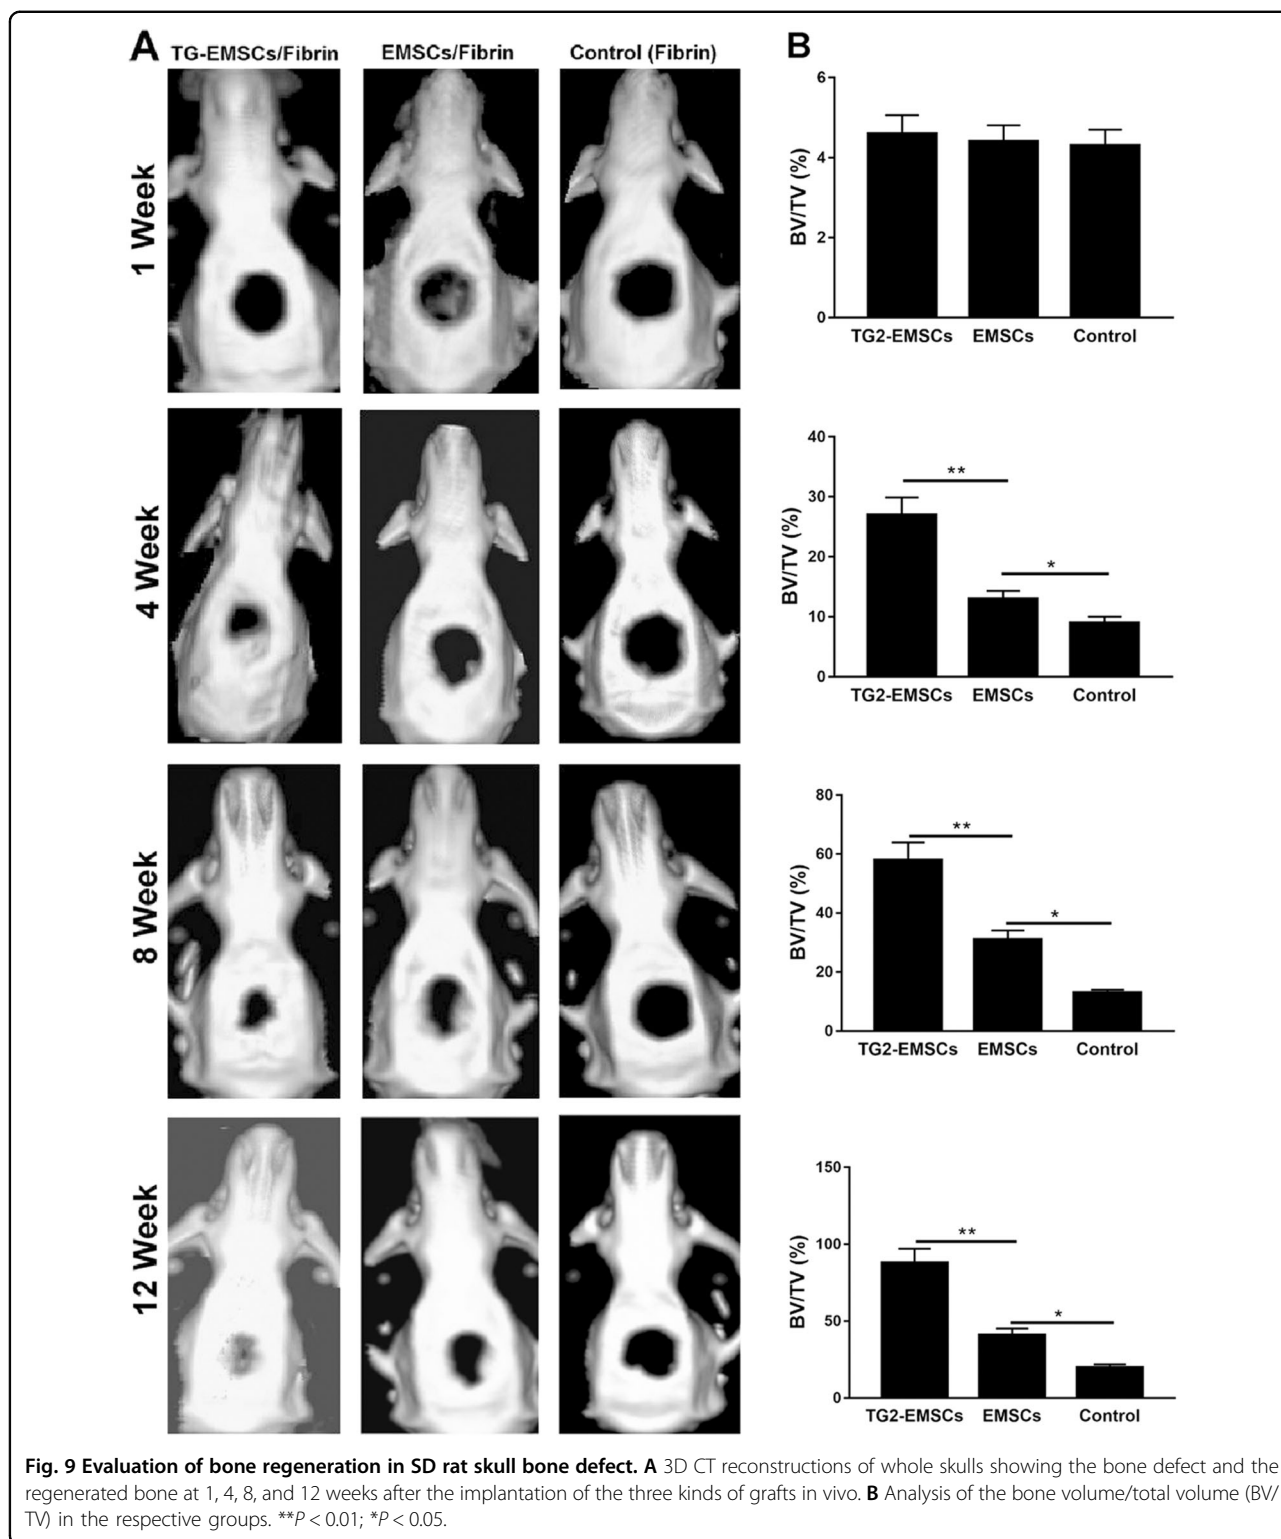 A
TG-EMSCs/Fibrin
EMSCs/Fibrin
Control (Fibrin)
1 Week
4 Week
8 Week
12 Week
B
6
4
2
0
BV/TV (%)
TG2-EMSCs
EMSCs
Control
40
30
20
10
0
BV/TV (%)
**
*
TG2-EMSCs
EMSCs
Control
80
60
40
20
0
BV/TV (%)
**
*
TG2-EMSCs
EMSCs
Control
150
100
50
0
BV/TV (%)
**
*
TG2-EMSCs
EMSCs
Control
Fig. 9 Evaluation of bone regeneration in SD rat skull bone defect. A 3D CT reconstructions of whole skulls showing the bone defect and the
regenerated bone at 1, 4, 8, and 12 weeks after the implantation of the three kinds of grafts in vivo. B Analysis of the bone volume/total volume (BV/
TV) in the respective groups. **P < 0.01; *P < 0.05.